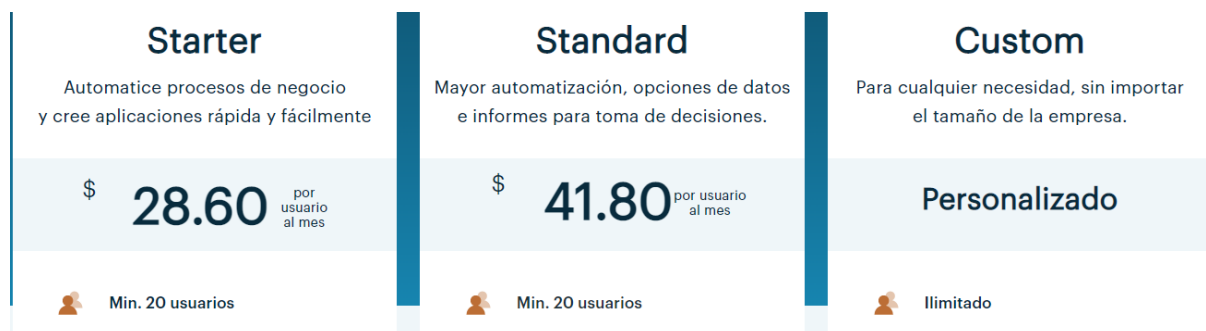 Starter
Automatice procesos de negocio
y cree aplicaciones rápida y fácilmente
$ 28.60 por
usuario
al mes
Min. 20 usuarios
Standard
Mayor automatización, opciones de datos
e informes para toma de decisiones.
$ 41.80 por usuario
al mes
Min. 20 usuarios
Custom
Para cualquier necesidad, sin importar
el tamaño de la empresa.
Personalizado
Ilimitado